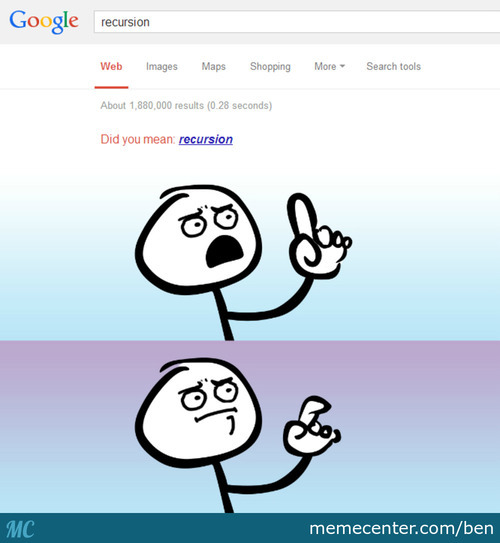 Google recursion
Web Images Maps Shopping More Search tools
About 1,880,000 results (0.28 seconds)
Did you mean: recursion
MC memecenter.com/ben